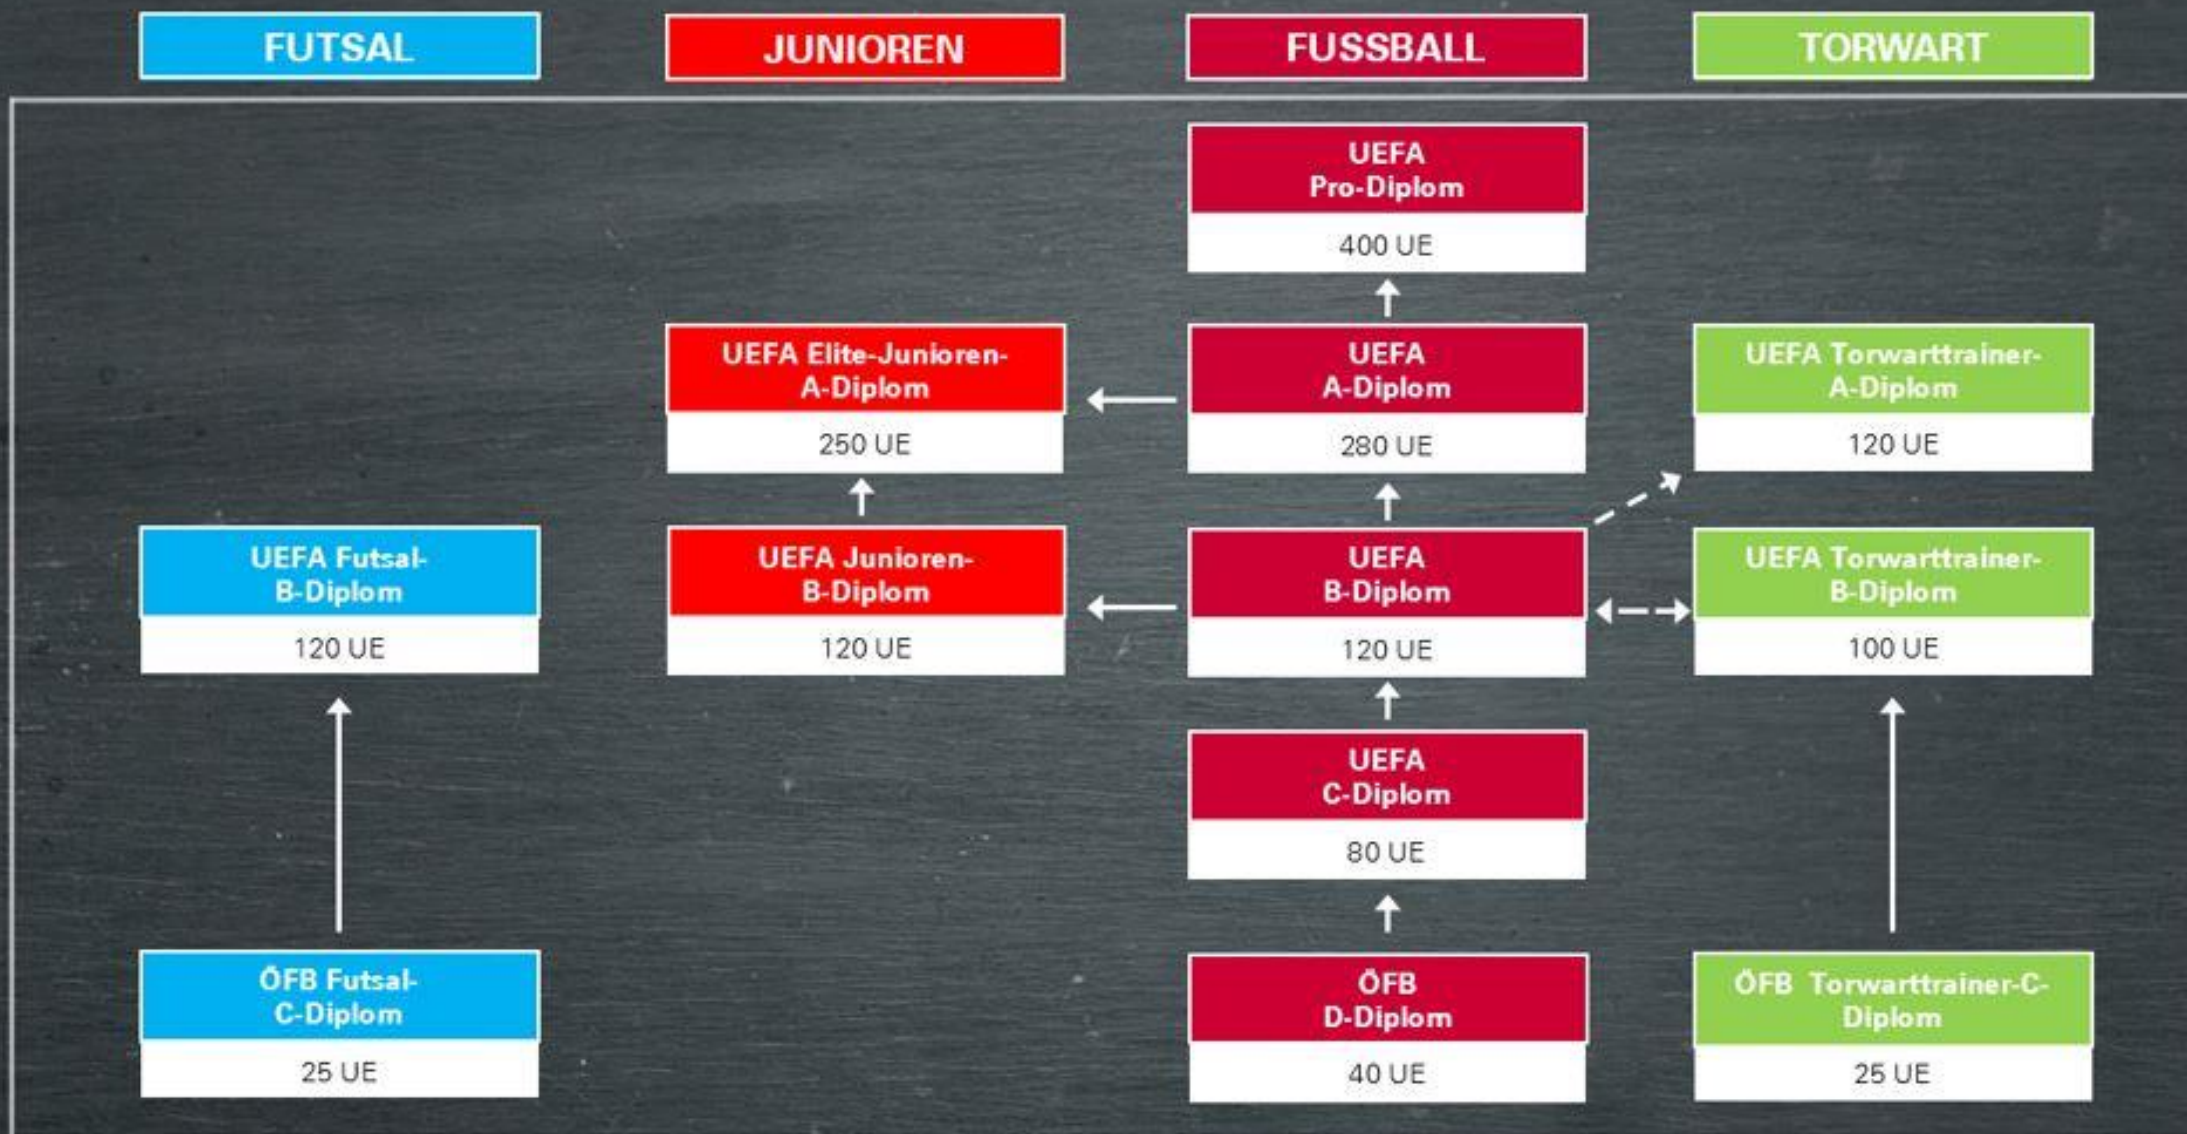 FUTSAL
JUNIOREN
FUSSBALL
TORWART
UEFA
Pro-Diplom
400 UE
UEFA Elite-Junioren-
A-Diplom
250 UE
UEFA
A-Diplom
280 UE
UEFA Torwarttrainer-
A-Diplom
120 UE
UEFA Futsal-
B-Diplom
120 UE
UEFA Junioren-
B-Diplom
120 UE
UEFA
B-Diplom
120 UE
UEFA Torwarttrainer-
B-Diplom
100 UE
UEFA
C-Diplom
80 UE
ÖFB Futsal-
C-Diplom
25 UE
ÖFB
D-Diplom
40 UE
ÖFB Torwarttrainer-C-
Diplom
25 UE